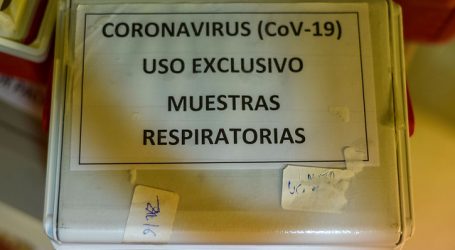 CORONAVIRUS (CoV-19)
USO EXCLUSIVO
MUESTRAS
RESPIRATORIAS